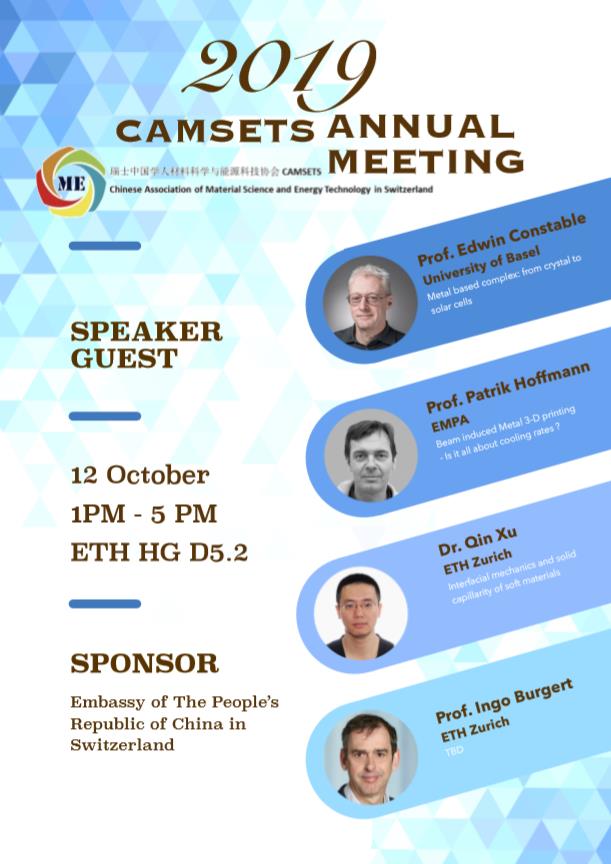 2019
CAMSETS ANNUAL
MEETING
ME
瑞士中国学人材料科学与能源科技协会 CAMSETS
Chinese Association of Material Science and Energy Technology in Switzerland
SPEAKER
GUEST
12 October
1PM - 5 PM
ETH HG D5.2
SPONSOR
Embassy of The People's
Republic of China in
Switzerland
Prof. Edwin Constable
University of Basel
Metal based complex: from crystal to
solar cells
Prof. Patrik Hoffmann
EMPA
Beam induced Metal 3-D printing
- Is it all about cooling rates ?
Dr. Qin Xu
ETH Zurich
Interfacial mechanics and solid
capillarity of soft materials
Prof. Ingo Burgert
ETH Zurich
TBD